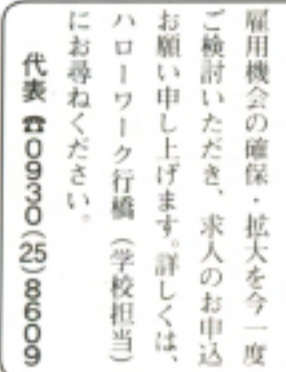 雇用機会の確保・拡大を今一度
ご検討いただき、求人のお申込
お願い申し上げます。詳しくは、
ハローワーク行橋（学校担当）
にお尋ねください。
代表 ☎0930(25)8609